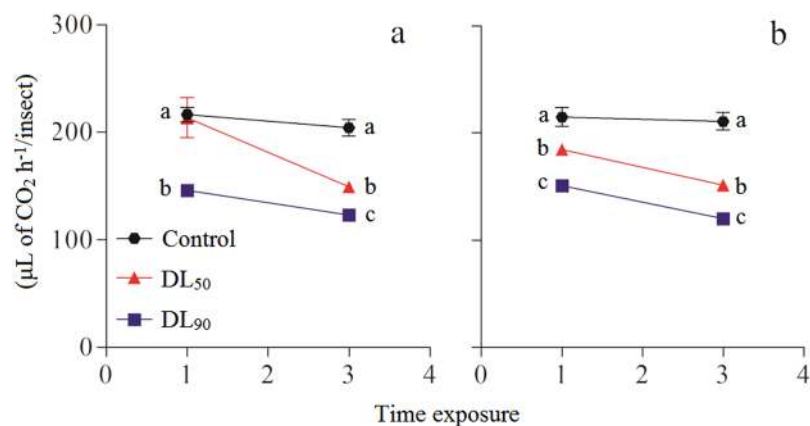 300
a
b
a
a
a
a
200
b
b
b
b
c
c
c
100
Control
DL₅₀
DL₉₀
0
0
1
2
3
4
0
1
2
3
4
(µL of CO₂ h⁻¹/insect)
Time exposure